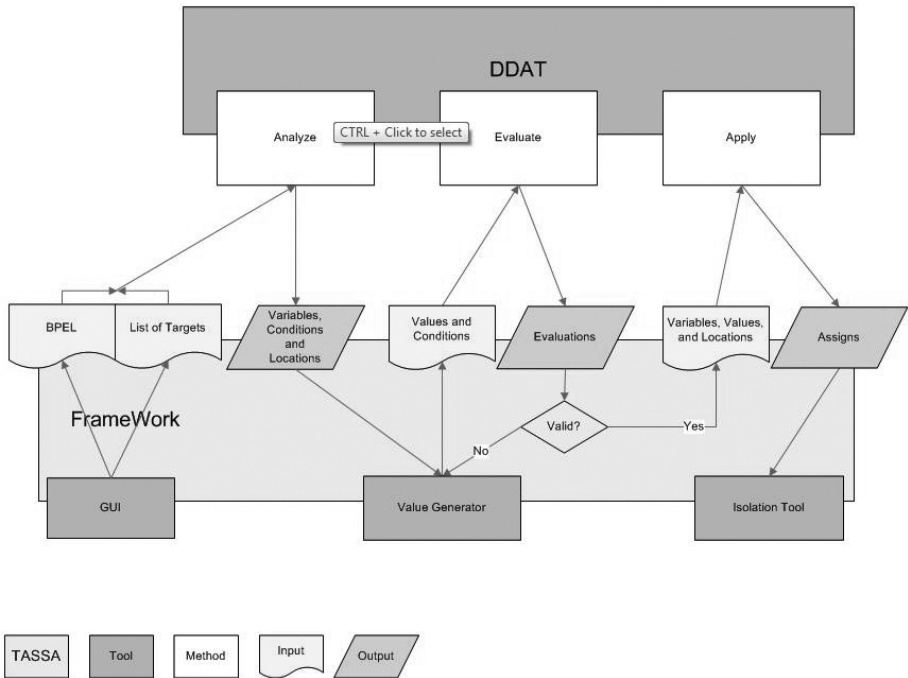 DDAT
Analyze
CTRL + Click to select
Evaluate
Apply
BPEL
List of Targets
Variables,
Conditions
and
Locations
Values and
Conditions
Evaluations
Variables, Values,
and Locations
Assigns
FrameWork
Valid?
No
Yes
GUI
Value Generator
Isolation Tool
TASSA
Tool
Method
Input
Output